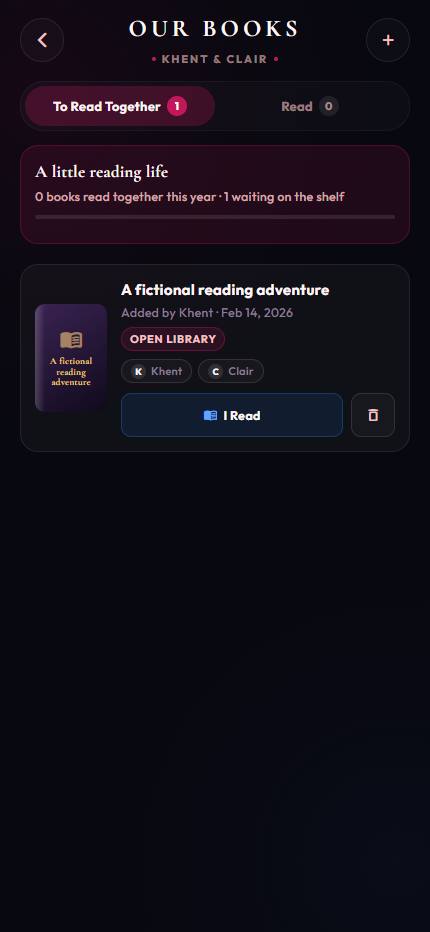 OUR BOOKS
• KHENT & CLAIR •
To Read Together 1
Read 0
A little reading life
0 books read together this year · 1 waiting on the shelf
A fictional reading adventure
Added by Khent · Feb 14, 2026
OPEN LIBRARY
A fictional
reading
adventure
K Khent
C Clair
I Read